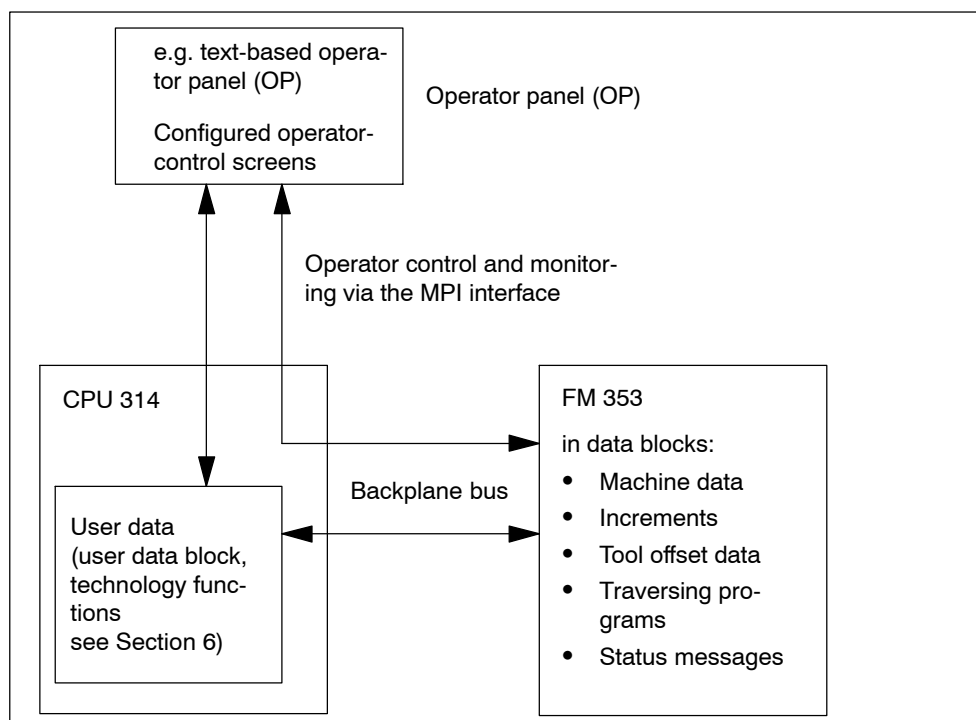 e.g. text-based opera-
tor panel (OP)
Configured operator-
control screens
Operator panel (OP)
Operator control and monitor-
ing via the MPI interface
CPU 314
User data
(user data block,
technology func-
tions
see Section 6)
Backplane bus
FM 353
in data blocks:
• Machine data
• Increments
• Tool offset data
• Traversing pro-
grams
• Status messages